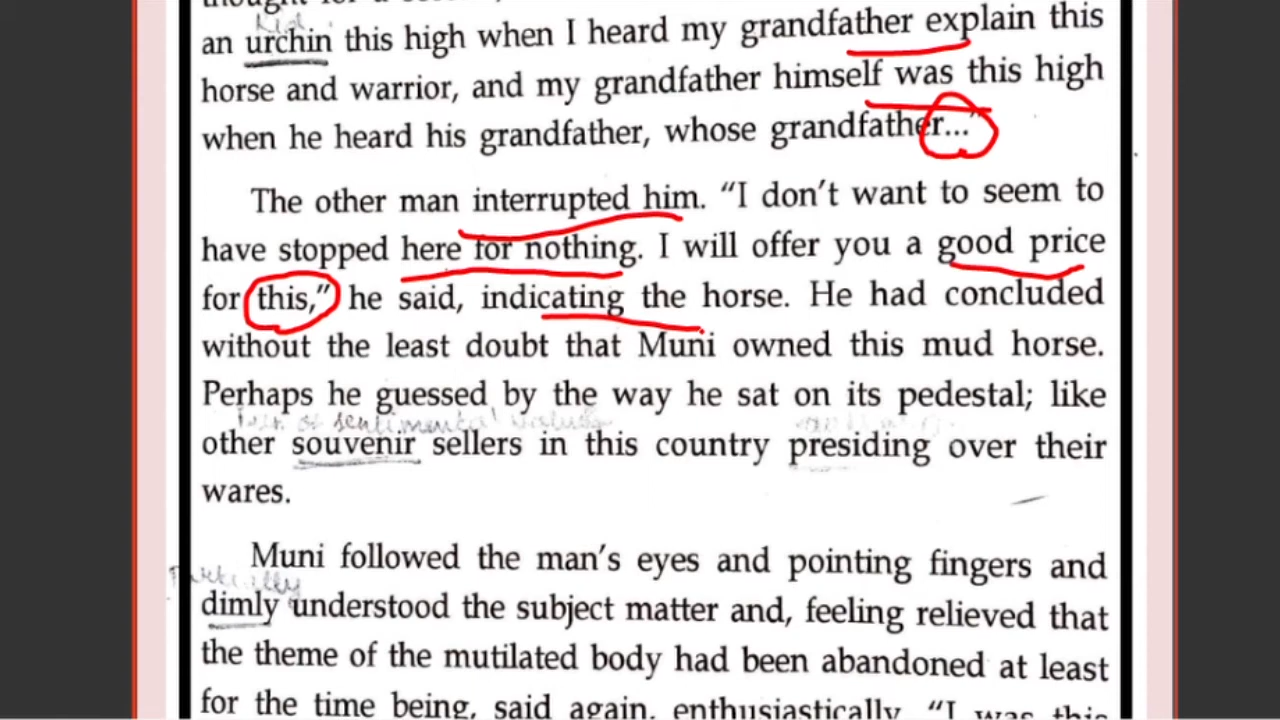 thought for a
kid
an urchin this high when I heard my grandfather explain this
horse and warrior, and my grandfather himself was this high
when he heard his grandfather, whose grandfather..."
The other man interrupted him. “I don’t want to seem to
have stopped here for nothing. I will offer you a good price
for this,” he said, indicating the horse. He had concluded
without the least doubt that Muni owned this mud horse.
Perhaps he guessed by the way he sat on its pedestal; like
of sentimental
other souvenir sellers in this country presiding over their
wares.
Muni followed the man’s eyes and pointing fingers and
dimly understood the subject matter and, feeling relieved that
the theme of the mutilated body had been abandoned at least
for the time being, said again, enthusiastically, “I was this